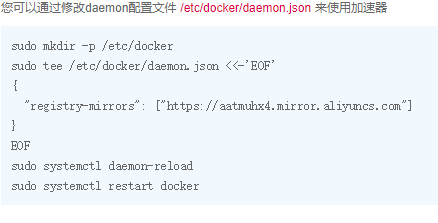 您可以通过修改daemon配置文件 /etc/docker/daemon.json 来使用加速器
sudo mkdir -p /etc/docker
sudo tee /etc/docker/daemon.json <<-'EOF'
{
  "registry-mirrors": ["https://aatmuhx4.mirror.aliyuncs.com"]
}
EOF
sudo systemctl daemon-reload
sudo systemctl restart docker